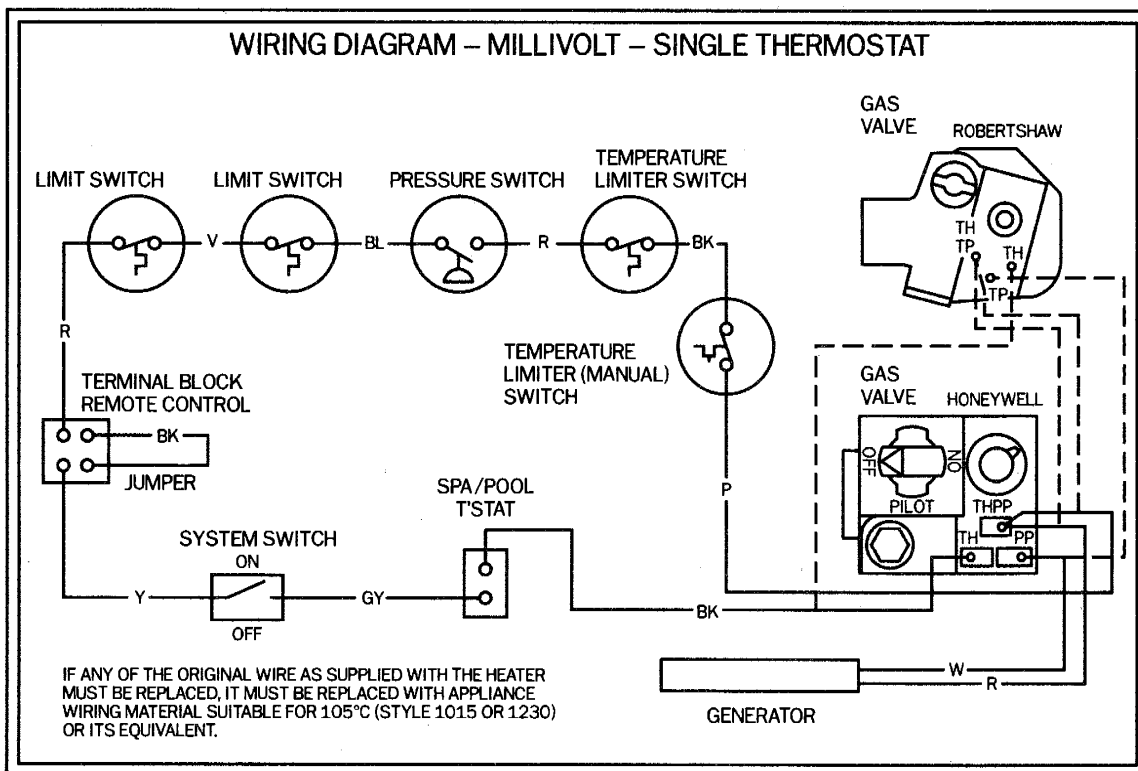 WIRING DIAGRAM – MILLIVOLT – SINGLE THERMOSTAT
GAS
VALVE
ROBERTSHAW
LIMIT SWITCH
LIMIT SWITCH
PRESSURE SWITCH
TEMPERATURE
LIMITER SWITCH
TH
TP
TH
TP
V
BL
R
BK
R
TEMPERATURE
LIMITER (MANUAL)
SWITCH
GAS
VALVE
HONEYWELL
TERMINAL BLOCK
REMOTE CONTROL
BK
JUMPER
OFF
NO
PILOT
THPP
TH
PP
P
SPA/POOL
T'STAT
SYSTEM SWITCH
ON
Y
GY
BK
OFF
W
R
GENERATOR
IF ANY OF THE ORIGINAL WIRE AS SUPPLIED WITH THE HEATER
MUST BE REPLACED, IT MUST BE REPLACED WITH APPLIANCE
WIRING MATERIAL SUITABLE FOR 105°C (STYLE 1015 OR 1230)
OR ITS EQUIVALENT.